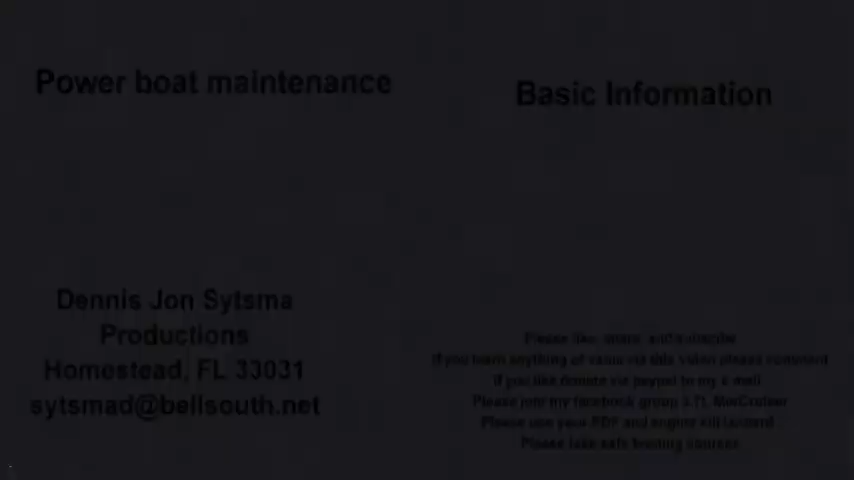 Power boat maintenance
Basic Information
Dennis Jon Sytsma
Productions
Homestead, FL 33031
sytsmad@bellsouth.net
Please like, share, and subscribe
If you learn anything of value via this video please comment
If you like donate via paypal to my e-mail
Please join my facebook group 3.7L MerCruiser
Please use your PDF and engine kill lanyard
Please take safe boating courses